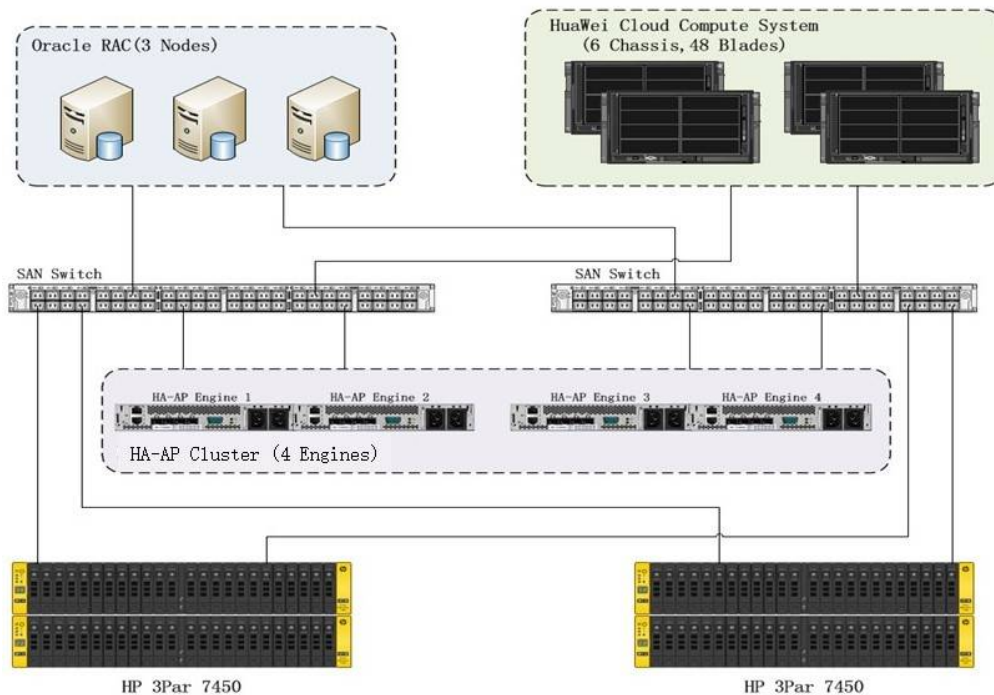 Oracle RAC(3 Nodes)
HuaWei Cloud Compute System
(6 Chassis,48 Blades)
SAN Switch
SAN Switch
HA-AP Engine 1
HA-AP Engine 2
HA-AP Engine 3
HA-AP Engine 4
HA-AP Cluster (4 Engines)
HP 3Par 7450
HP 3Par 7450